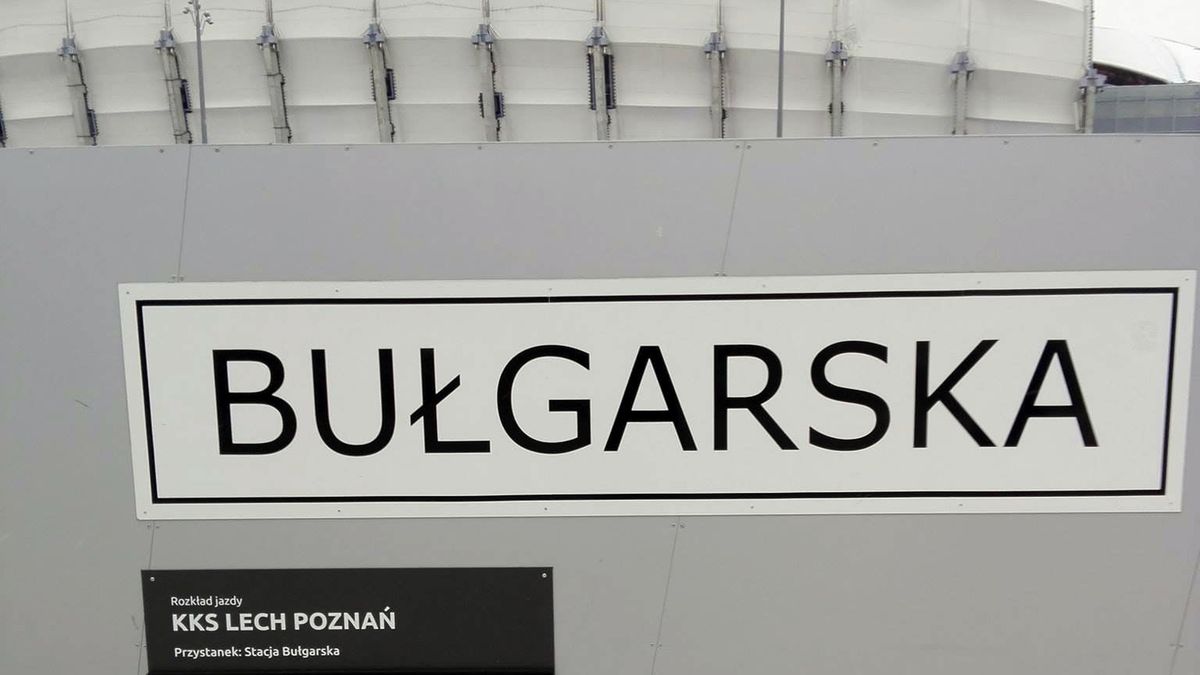 BUŁGARSKA
Rozkład jazdy
KKS LECH POZNAŃ
Przystanek: Stacja Bułgarska